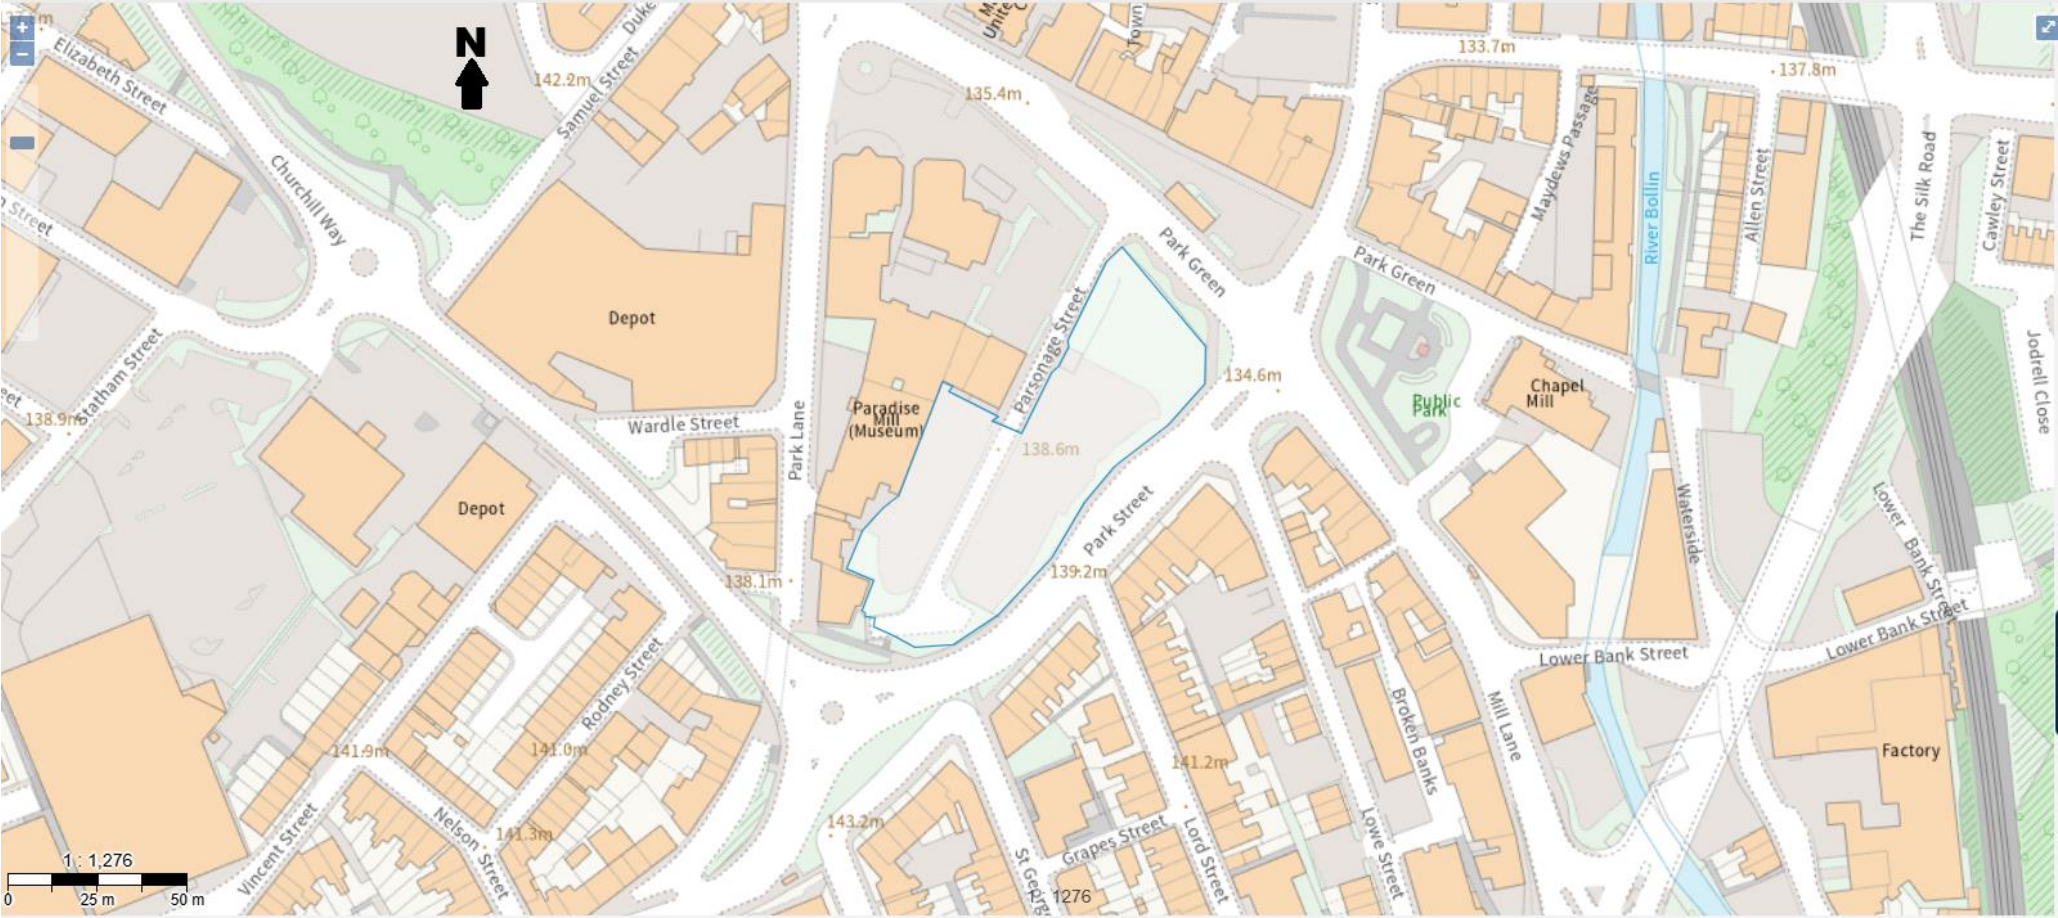 +
−
N
Elizabeth Street
142.2m
Samuel Street
Duke
Town
133.7m
137.8m
135.4m
Churchill Way
Maydews Passage
River Bollin
Allen Street
The Silk Road
Cawley Street
Street
Park Green
Park Green
Parsonage Street
Depot
134.6m
Public
Park
Chapel
Mill
Jodrell Close
Statham Street
138.9m
Wardle Street
Park Lane
Paradise
Mill
(Museum)
138.6m
Depot
Park Street
Waterside
Lower Bank Street
138.1m
139.2m
Lower Bank Street
Lower Bank Street
Rodney Street
141.9m
141.0m
141.2m
Broken Banks
Mill Lane
Factory
Vincent Street
Nelson Street
141.3m
143.2m
Grapes Street
Lord Street
Lowe Street
St Georg
1276
1 : 1,276
0
25 m
50 m